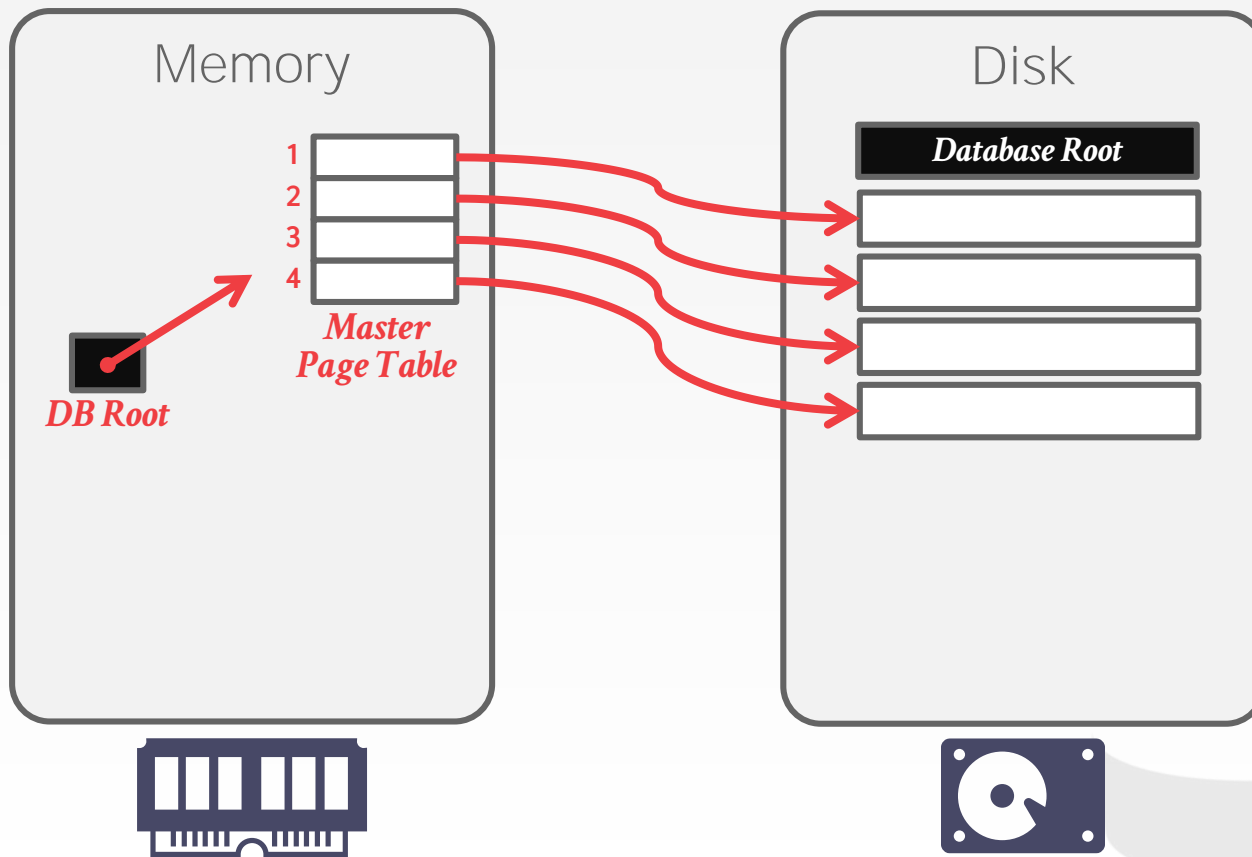 Memory
1
2
3
4
Master
Page Table
DB Root
Disk
Database Root